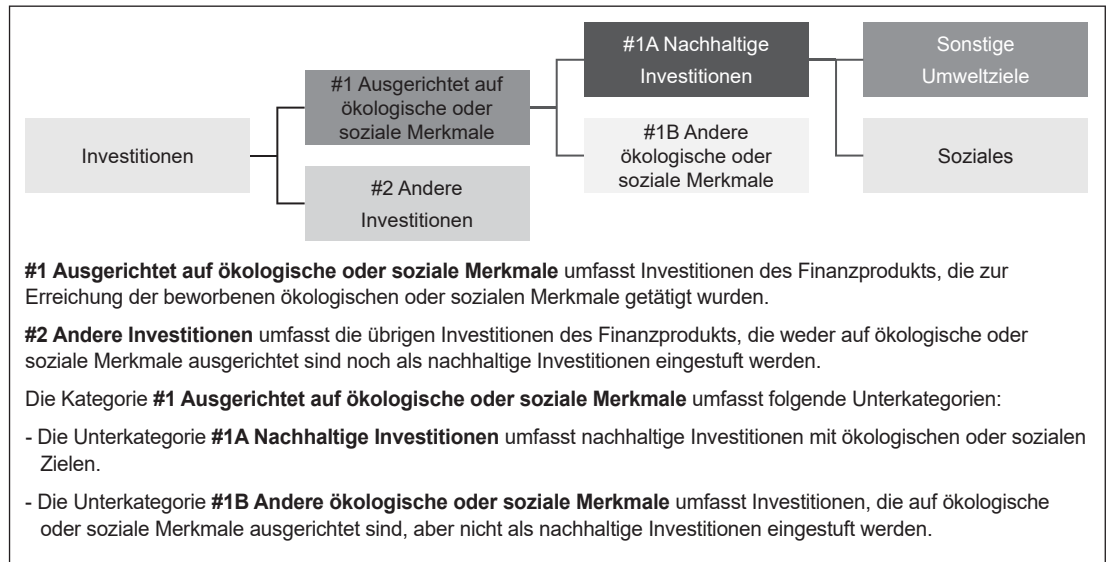 #1A Nachhaltige
Investitionen
Sonstige
Umweltziele
#1 Ausgerichtet auf
ökologische oder
soziale Merkmale
Investitionen
#1B Andere
ökologische oder
soziale Merkmale
Soziales
#2 Andere
Investitionen
#1 Ausgerichtet auf ökologische oder soziale Merkmale umfasst Investitionen des Finanzprodukts, die zur
Erreichung der beworbenen ökologischen oder sozialen Merkmale getätigt wurden.
#2 Andere Investitionen umfasst die übrigen Investitionen des Finanzprodukts, die weder auf ökologische oder
soziale Merkmale ausgerichtet sind noch als nachhaltige Investitionen eingestuft werden.
Die Kategorie #1 Ausgerichtet auf ökologische oder soziale Merkmale umfasst folgende Unterkategorien:
- Die Unterkategorie #1A Nachhaltige Investitionen umfasst nachhaltige Investitionen mit ökologischen oder sozialen
Zielen.
- Die Unterkategorie #1B Andere ökologische oder soziale Merkmale umfasst Investitionen, die auf ökologische
oder soziale Merkmale ausgerichtet sind, aber nicht als nachhaltige Investitionen eingestuft werden.